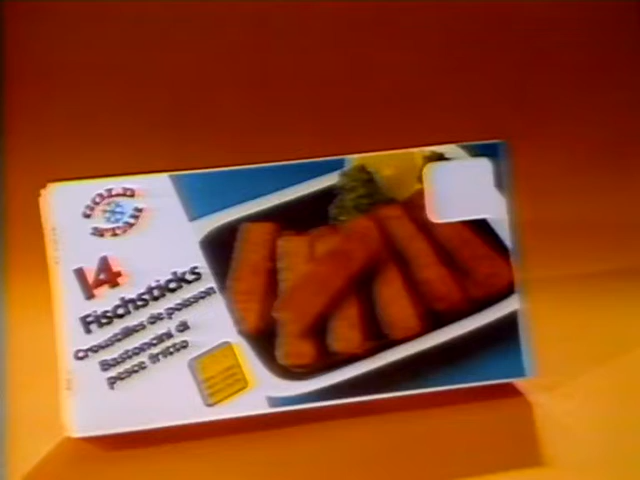 GOLD
STAR
14
Fischsticks
Croustilles de poisson
Bastoncini di
pesce fritto